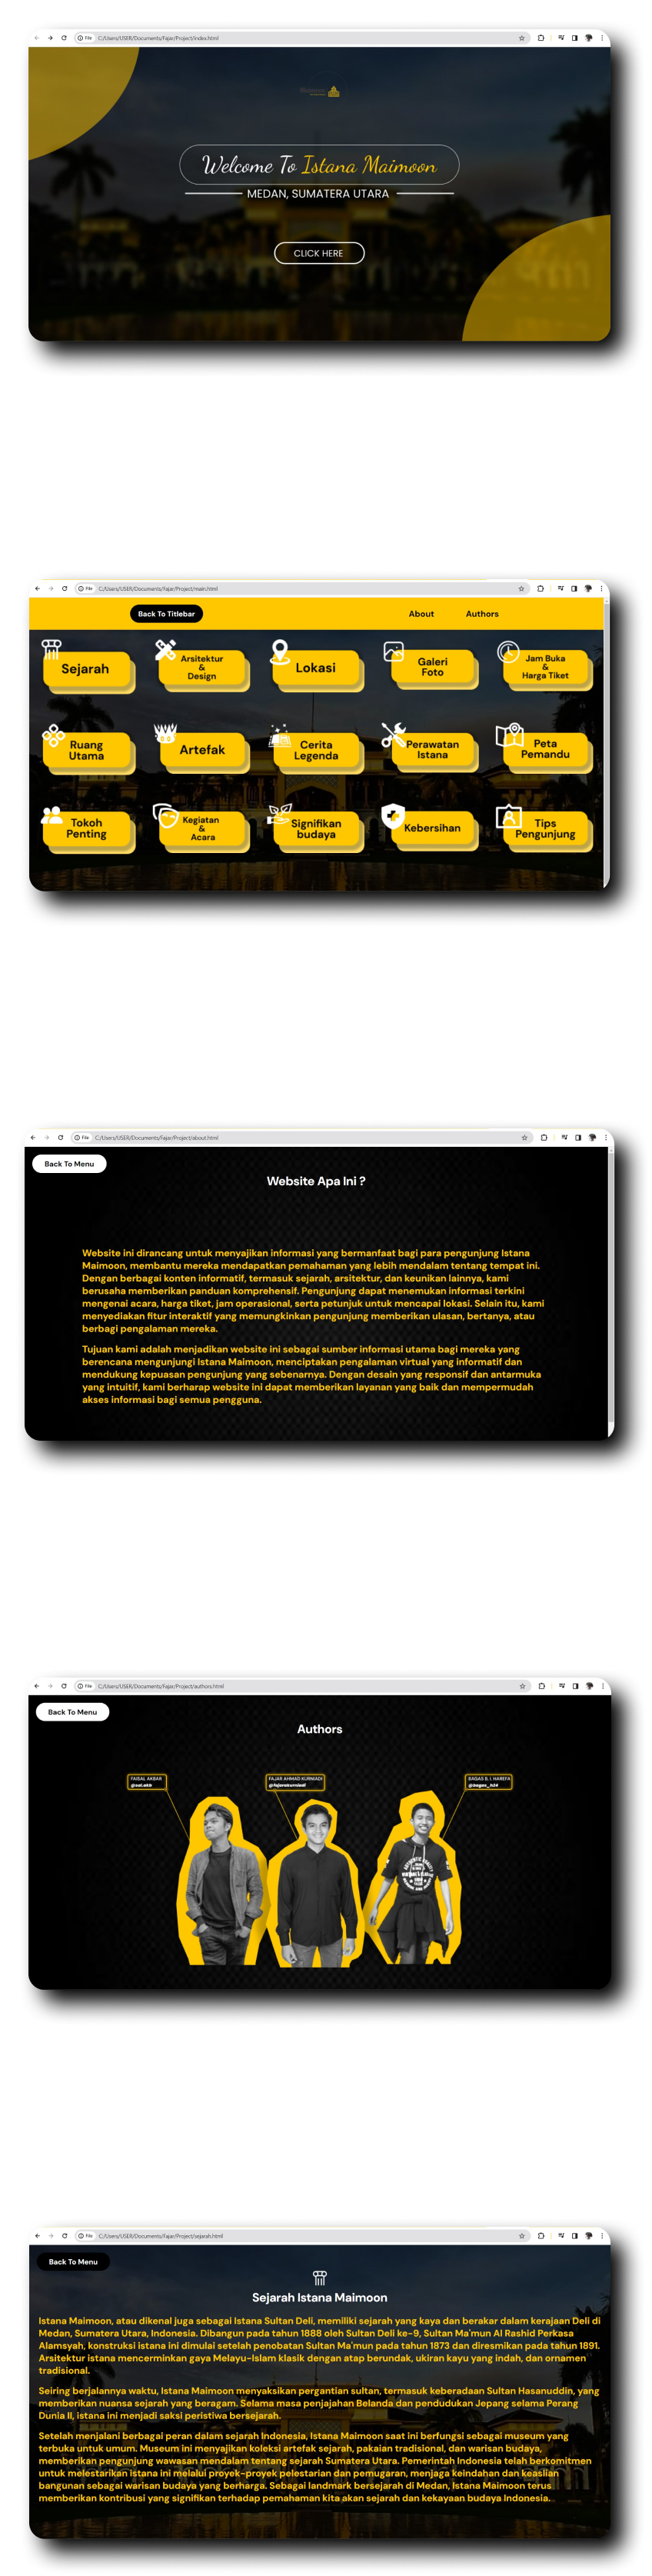 File C:/Users/USER/Documents/Fajar/Project/index.html
Welcome To Istana Maimoon
MEDAN, SUMATERA UTARA
CLICK HERE
File C:/Users/USER/Documents/Fajar/Project/main.html
Back To Titlebar
About
Authors
Sejarah
Arsitektur
&
Design
Lokasi
Galeri
Foto
Jam Buka
&
Harga Tiket
Ruang
Utama
Artefak
Cerita
Legenda
Perawatan
Istana
Peta
Pemandu
Tokoh
Penting
Kegiatan
&
Acara
Signifikan
budaya
Kebersihan
Tips
Pengunjung
File C:/Users/USER/Documents/Fajar/Project/about.html
Back To Menu
Website Apa Ini ?
Website ini dirancang untuk menyajikan informasi yang bermanfaat bagi para pengunjung Istana
Maimoon, membantu mereka mendapatkan pemahaman yang lebih mendalam tentang tempat ini.
Dengan berbagai konten informatif, termasuk sejarah, arsitektur, dan keunikan lainnya, kami
berusaha memberikan panduan komprehensif. Pengunjung dapat menemukan informasi terkini
mengenai acara, harga tiket, jam operasional, serta petunjuk untuk mencapai lokasi. Selain itu, kami
menyediakan fitur interaktif yang memungkinkan pengunjung memberikan ulasan, bertanya, atau
berbagi pengalaman mereka.
Tujuan kami adalah menjadikan website ini sebagai sumber informasi utama bagi mereka yang
berencana mengunjungi Istana Maimoon, menciptakan pengalaman virtual yang informatif dan
mendukung kepuasan pengunjung yang sebenarnya. Dengan desain yang responsif dan antarmuka
yang intuitif, kami berharap website ini dapat memberikan layanan yang baik dan mempermudah
akses informasi bagi semua pengguna.
File C:/Users/USER/Documents/Fajar/Project/authors.html
Back To Menu
Authors
FAISAL AKBAR
FAJAR AHMAD KURNIADI
BAGAS B. L HAREFA
@sal.akb
@fajarakurniadi
File C:/Users/USER/Documents/Fajar/Project/sejarah.html
Back To Menu
Sejarah Istana Maimoon
Istana Maimoon, atau dikenal juga sebagai Istana Sultan Deli, memiliki sejarah yang kaya dan berakar dalam kerajaan Deli di
Medan, Sumatera Utara, Indonesia. Dibangun pada tahun 1888 oleh Sultan Deli ke-9, Sultan Ma'mun Al Rashid Perkasa
Alamsyah, konstruksi istana ini dimulai setelah penobatan Sultan Ma'mun pada tahun 1873 dan diresmikan pada tahun 1891.
Arsitektur istana mencerminkan gaya Melayu-Islam klasik dengan atap berundak, ukiran kayu yang indah, dan ornamen
tradisional.
Seiring berjalannya waktu, Istana Maimoon menyaksikan pergantian sultan, termasuk keberadaan Sultan Hasanuddin, yang
memberikan nuansa sejarah yang beragam. Selama masa penjajahan Belanda dan pendudukan Jepang selama Perang
Dunia II, istana ini menjadi saksi peristiwa bersejarah.
Setelah menjalani berbagai peran dalam sejarah Indonesia, Istana Maimoon saat ini berfungsi sebagai museum yang
terbuka untuk umum. Museum ini menyajikan koleksi artefak sejarah, pakaian tradisional, dan warisan budaya,
memberikan pengunjung wawasan mendalam tentang sejarah Sumatera Utara. Pemerintah Indonesia telah berkomitmen
untuk melestarikan istana ini melalui proyek-proyek pelestarian dan pemugaran, menjaga keindahan dan keaslian
bangunan sebagai warisan budaya yang berharga. Sebagai landmark bersejarah di Medan, Istana Maimoon terus
memberikan kontribusi yang signifikan terhadap pemahaman kita akan sejarah dan kekayaan budaya Indonesia.